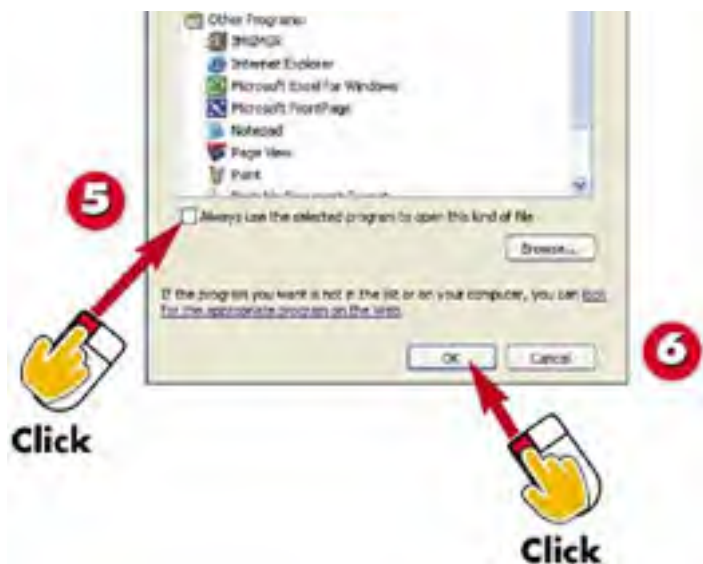 Other Programs
Internet Explorer
Microsoft Excel for Windows
Microsoft FrontPage
Notepad
Page View
Paint
5
Always use the selected program to open this kind of file
Browse...
If the program you want is not in the list or on your computer, you can look
for the appropriate program on the Web.
OK
Cancel
6
Click
Click